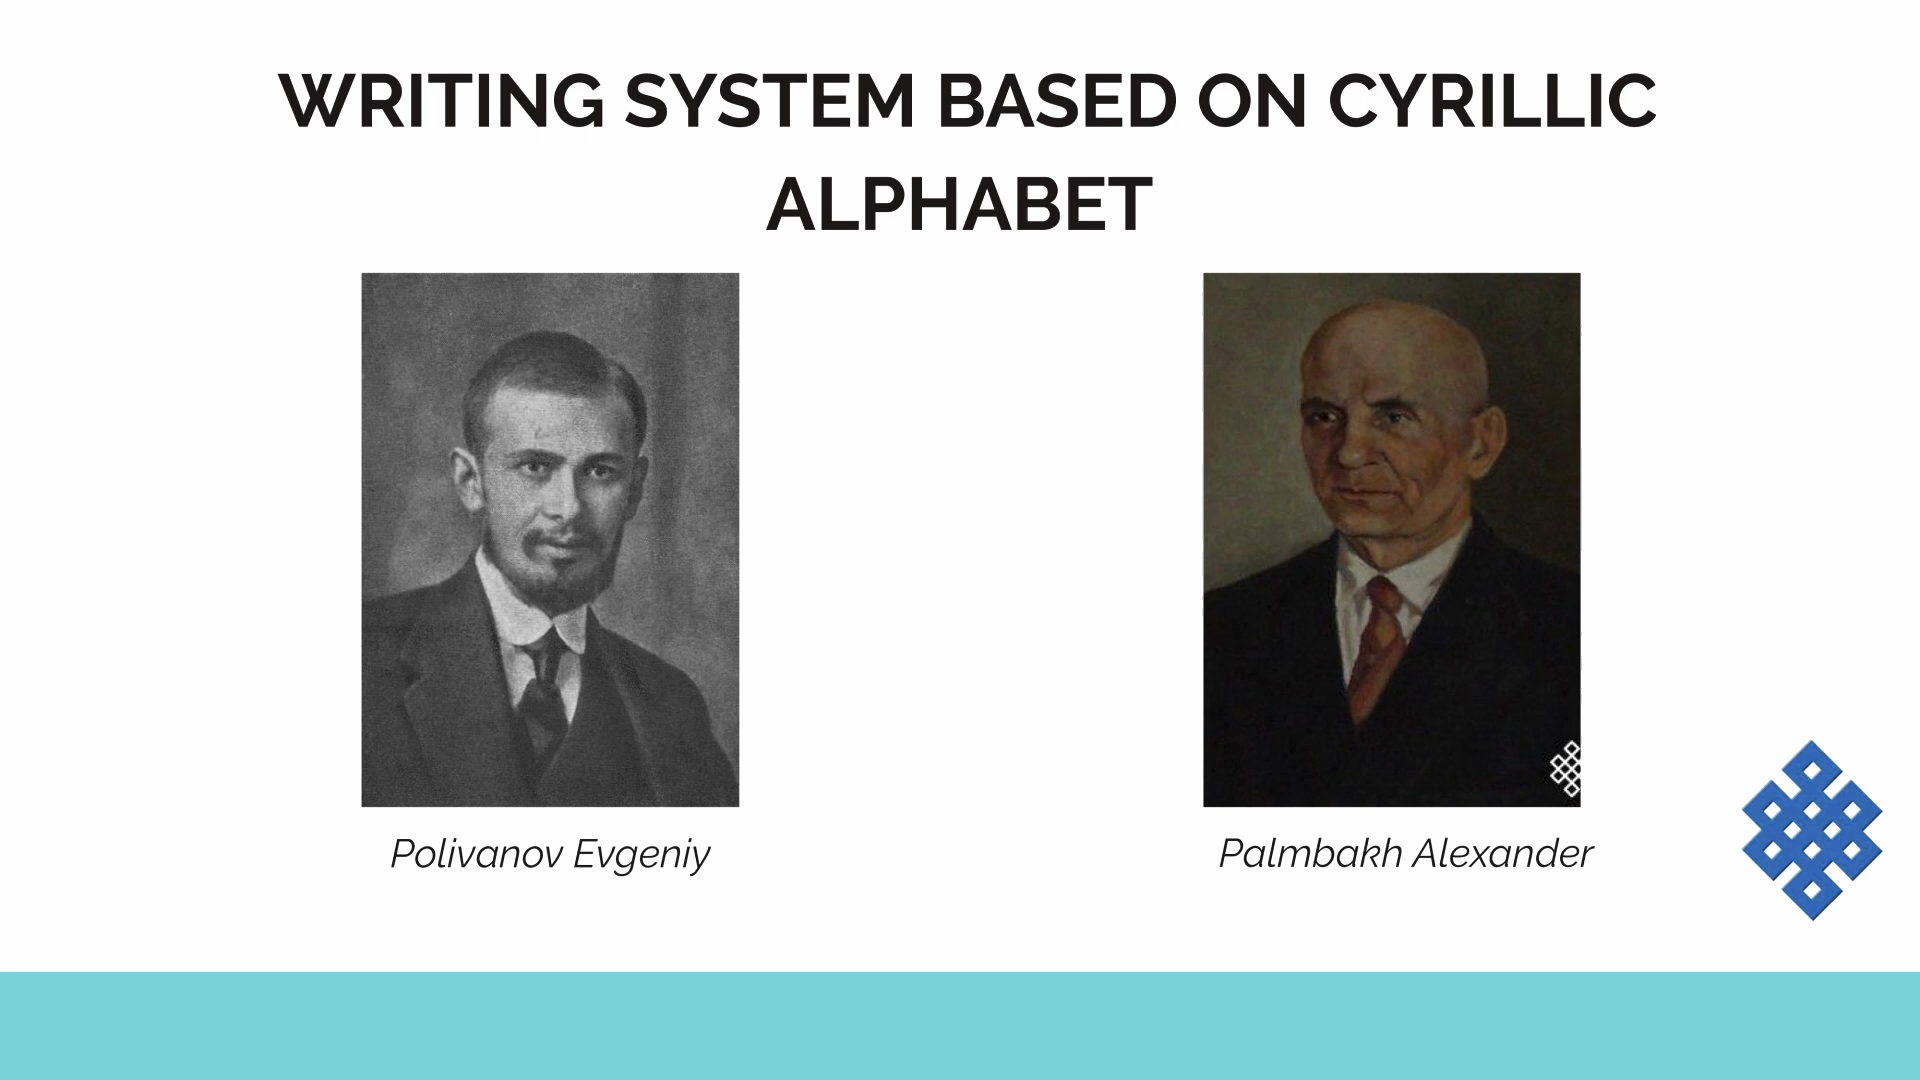 WRITING SYSTEM BASED ON CYRILLIC
ALPHABET
Polivanov Evgeniy
Palmbakh Alexander